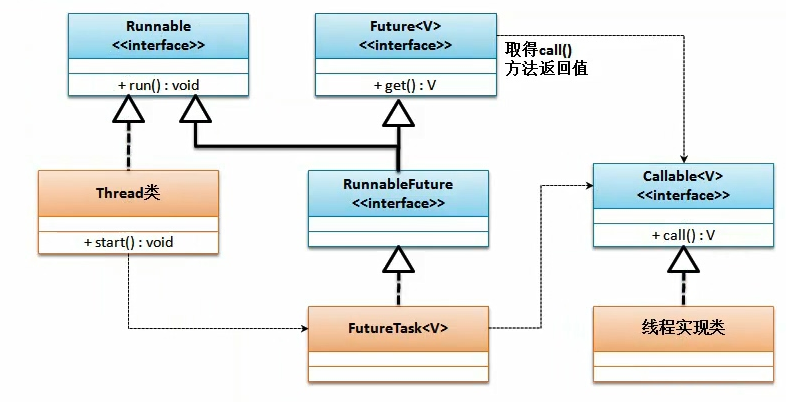 Runnable
<<interface>>
+ run() : void
Future<V>
<<interface>>
+ get() : V
取得call()
方法返回值
Thread类
+ start() : void
RunnableFuture
<<interface>>
Callable<V>
<<interface>>
+ call() : V
FutureTask<V>
线程实现类